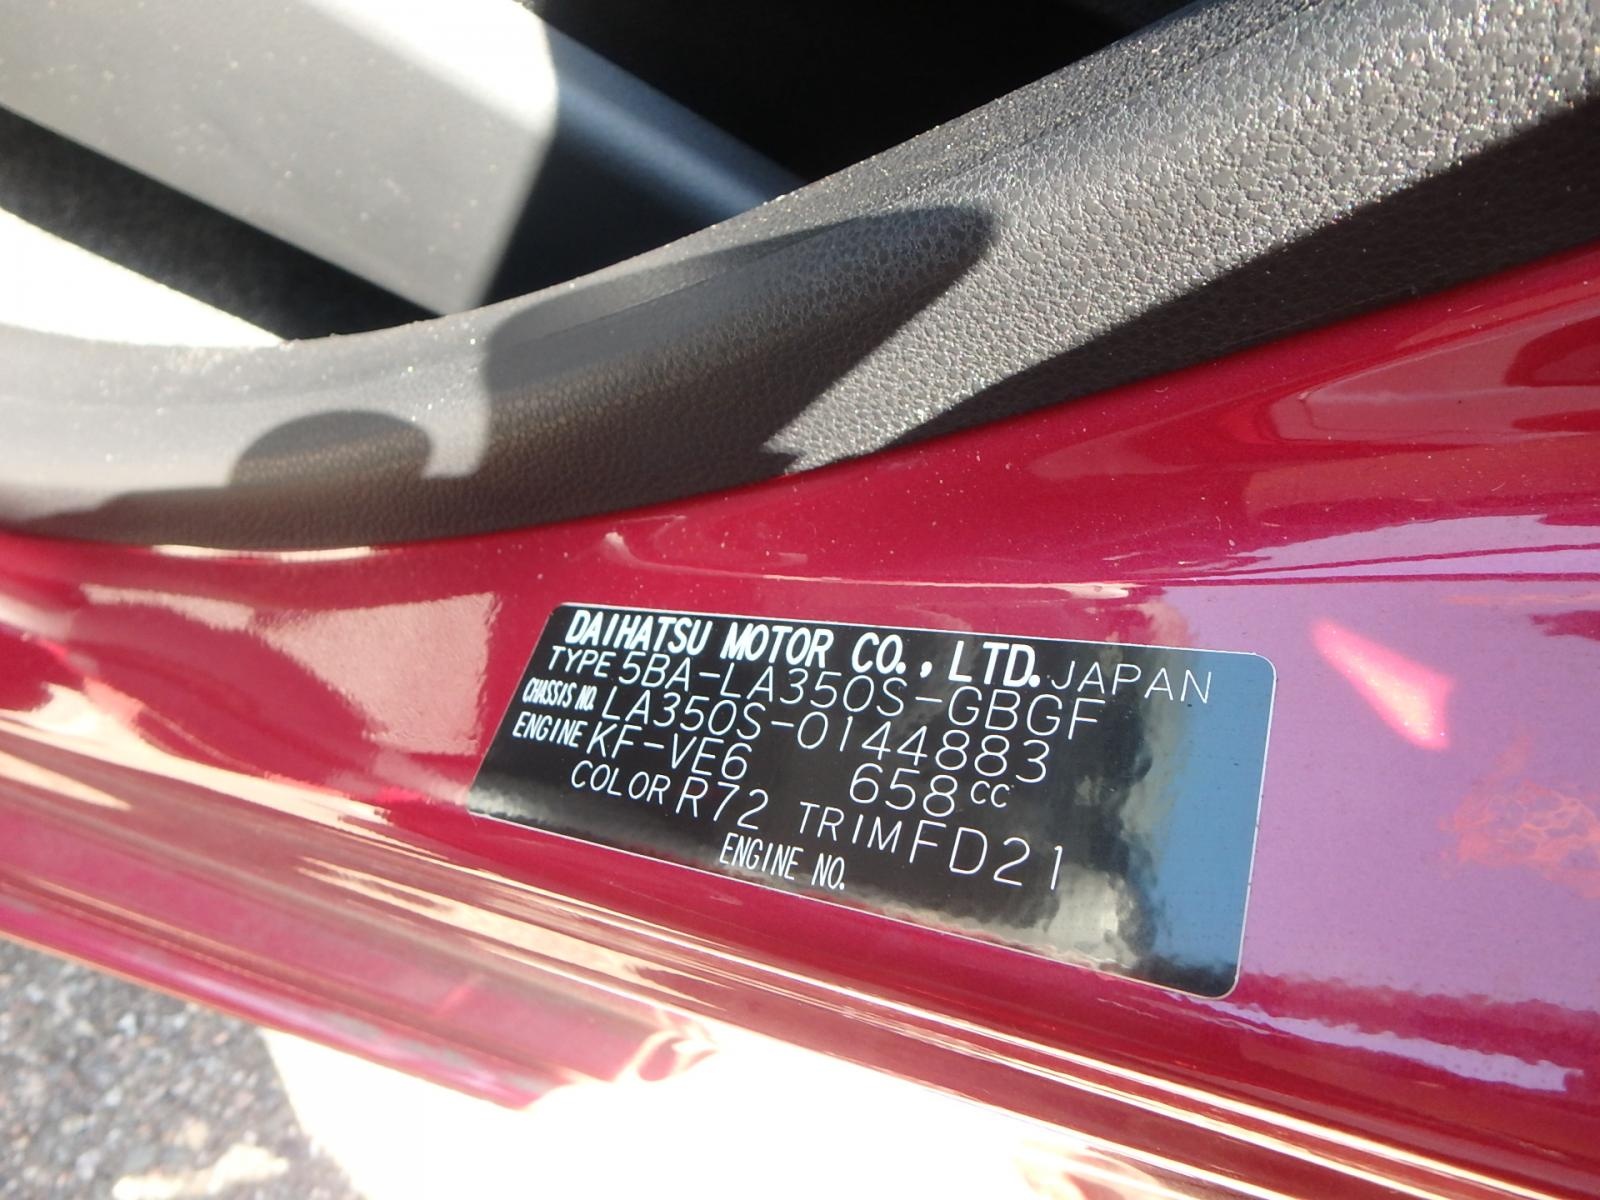 DAIHATSU MOTOR CO., LTD. JAPAN
TYPE 5BA-LA350S-GBGF
CHASSIS NO. LA350S-0144883
ENGINE KF-VE6 658CC
COLOR R72 TRIM FD21
ENGINE NO.